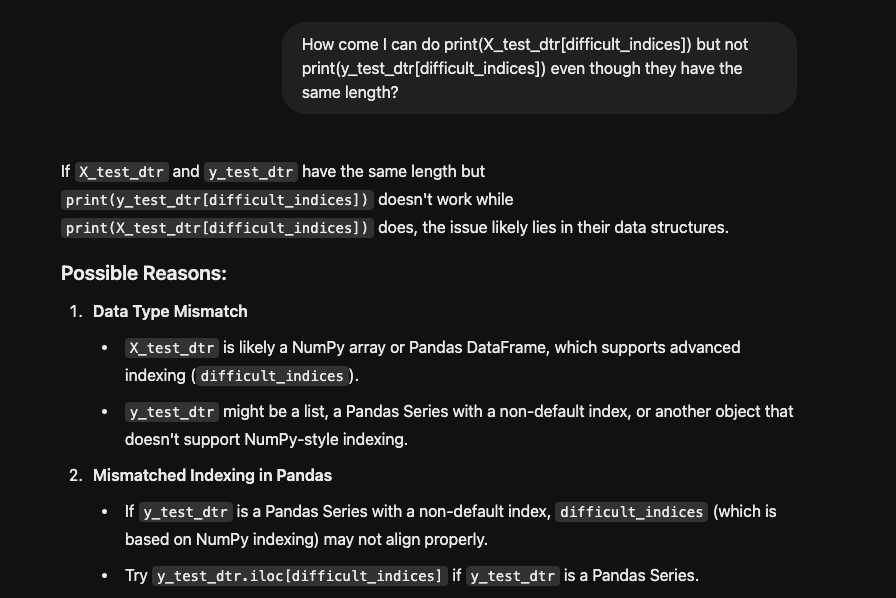 How come I can do print(X_test_dtr[difficult_indices]) but not
print(y_test_dtr[difficult_indices]) even though they have the
same length?
If X_test_dtr and y_test_dtr have the same length but
print(y_test_dtr[difficult_indices]) doesn't work while
print(X_test_dtr[difficult_indices]) does, the issue likely lies in their data structures.
Possible Reasons:
1. Data Type Mismatch
• X_test_dtr is likely a NumPy array or Pandas DataFrame, which supports advanced
indexing (difficult_indices).
• y_test_dtr might be a list, a Pandas Series with a non-default index, or another object that
doesn't support NumPy-style indexing.
2. Mismatched Indexing in Pandas
• If y_test_dtr is a Pandas Series with a non-default index, difficult_indices (which is
based on NumPy indexing) may not align properly.
• Try y_test_dtr.iloc[difficult_indices] if y_test_dtr is a Pandas Series.